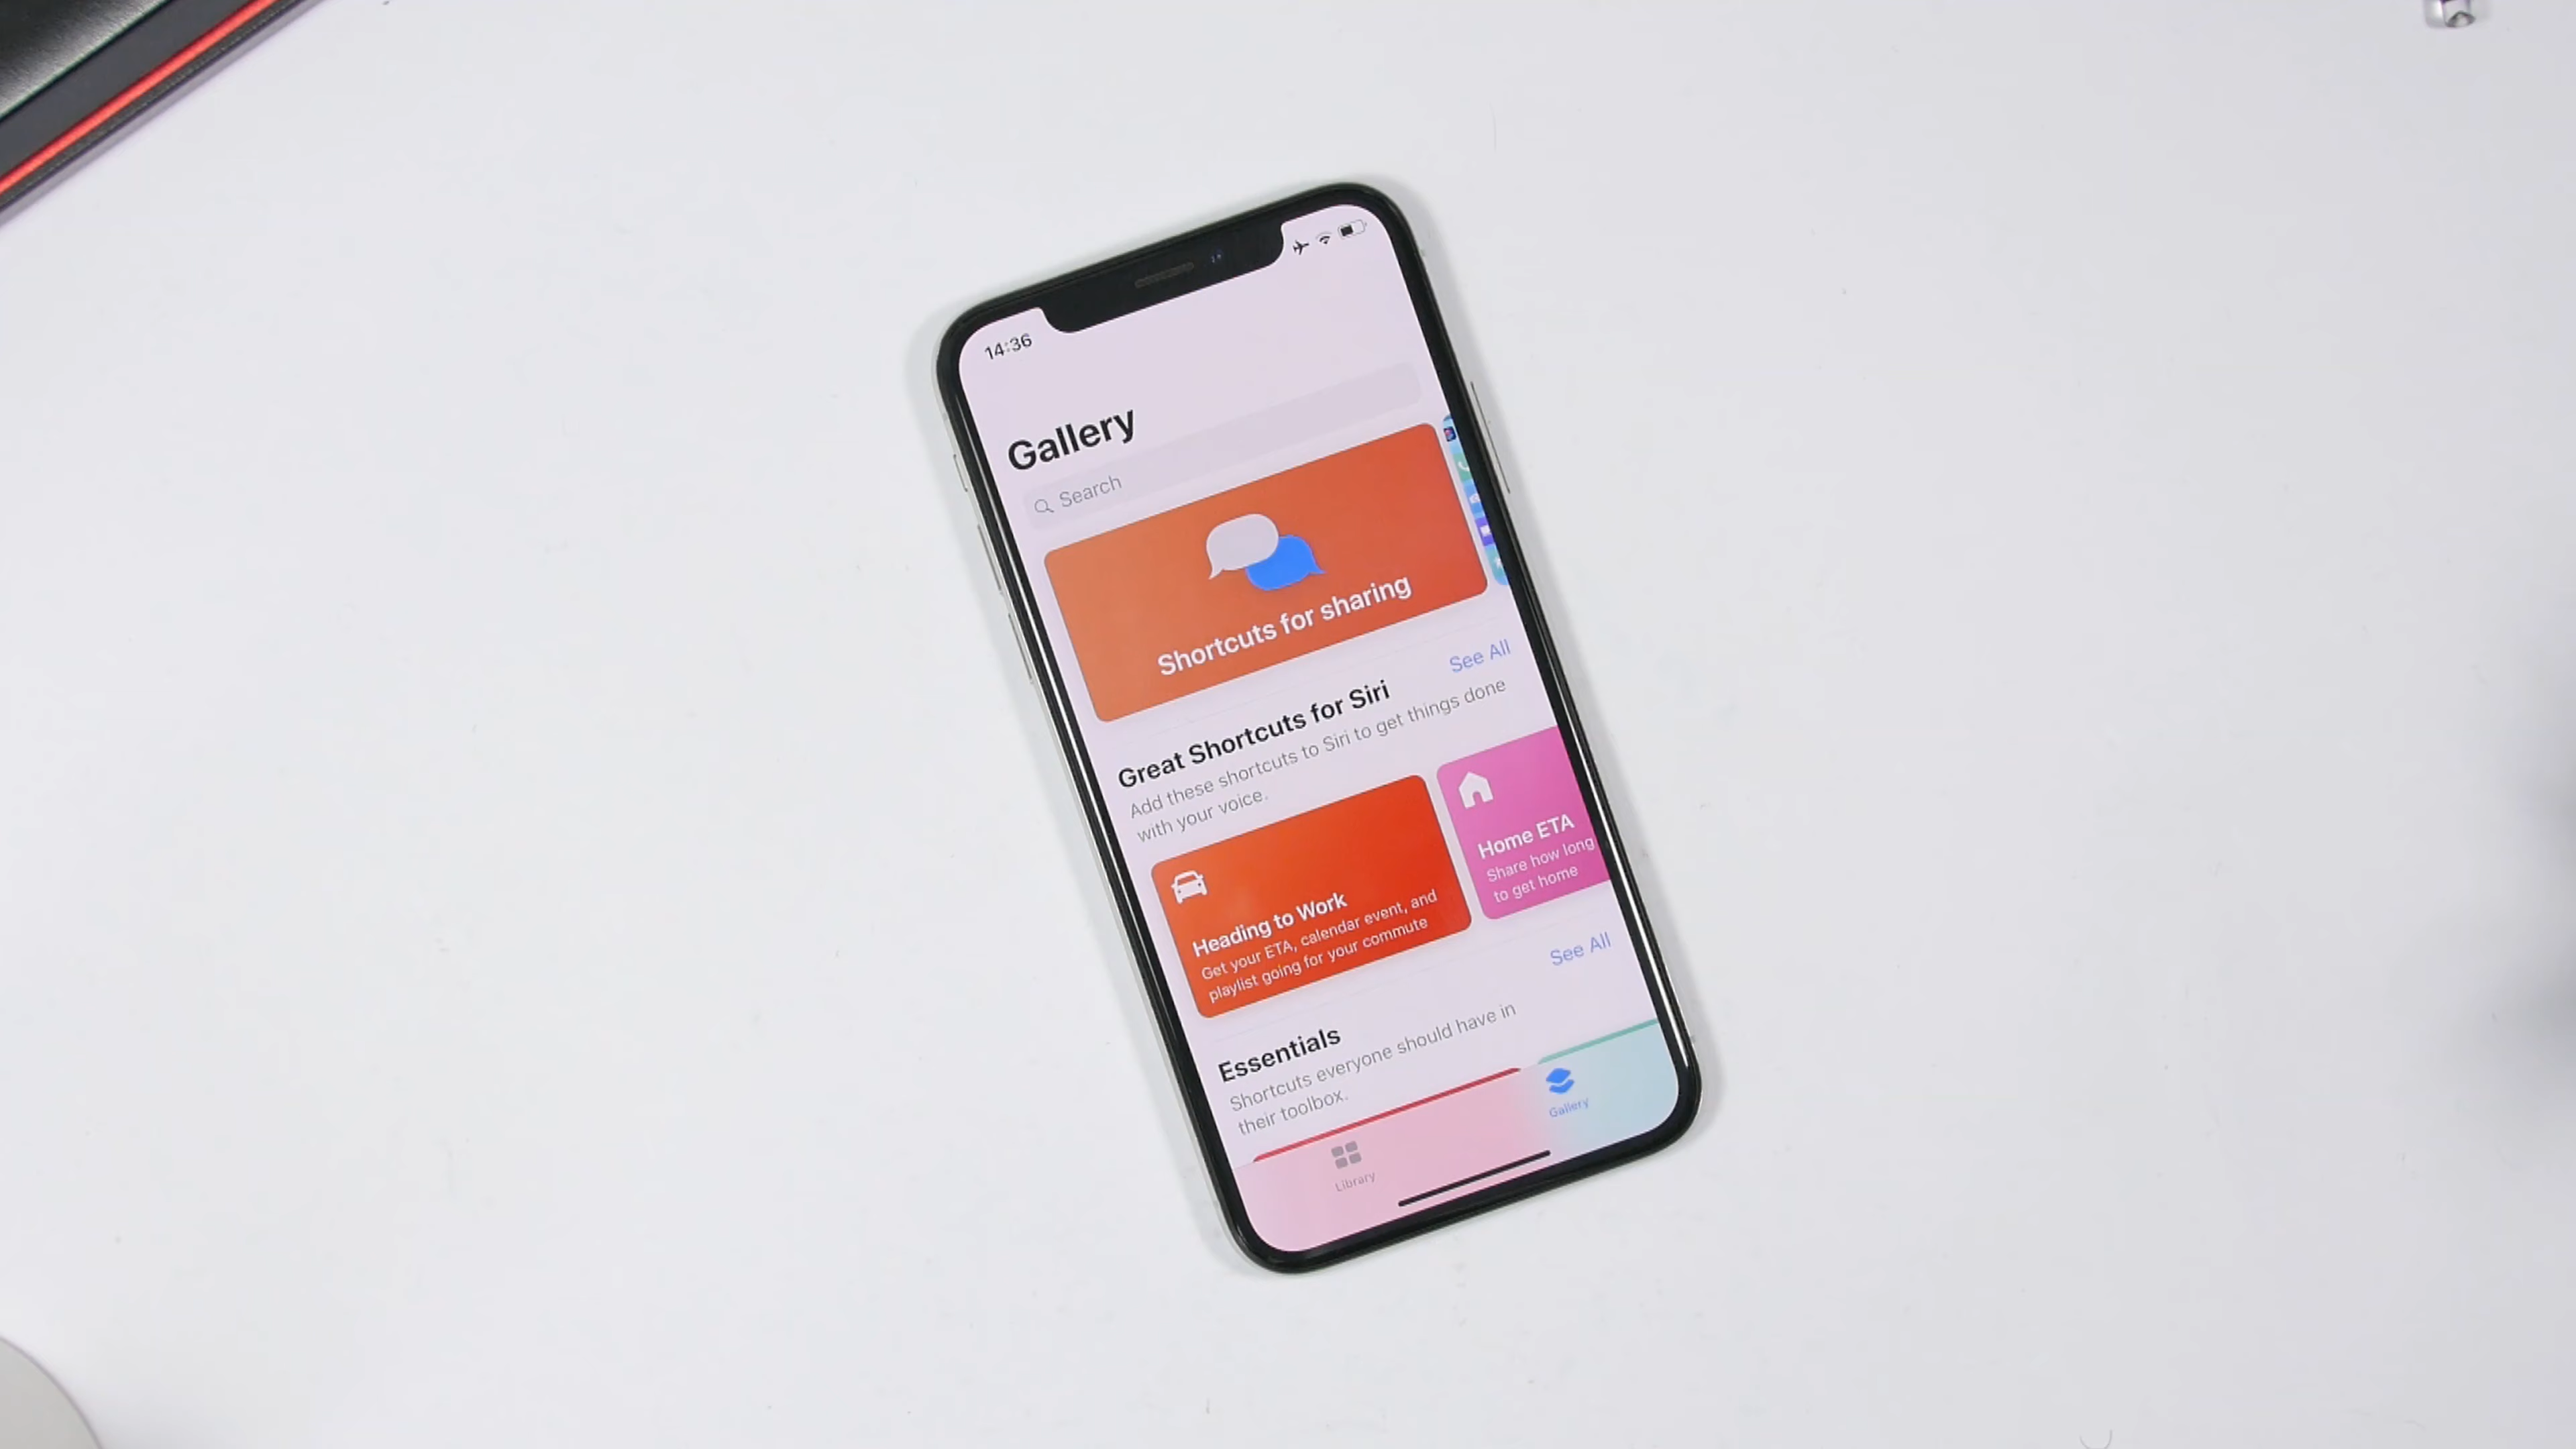 14:36
Gallery
Search
Shortcuts for sharing
Great Shortcuts for Siri
See All
Add these shortcuts to Siri to get things done
with your voice.
Heading to Work
Get your ETA, calendar event, and
playlist going for your commute
Home ETA
Share how long
to get home
Essentials
See All
Shortcuts everyone should have in
their toolbox.
Library
Gallery